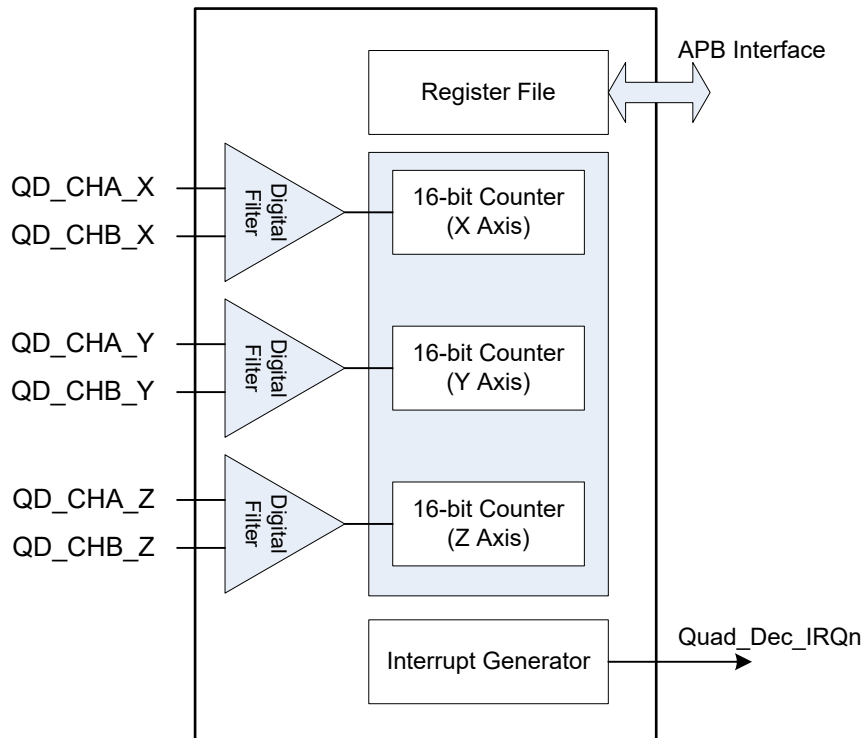 APB Interface
Register File
QD_CHA_X
QD_CHB_X
Digital
Filter
16-bit Counter
(X Axis)
QD_CHA_Y
QD_CHB_Y
Digital
Filter
16-bit Counter
(Y Axis)
QD_CHA_Z
QD_CHB_Z
Digital
Filter
16-bit Counter
(Z Axis)
Interrupt Generator
Quad_Dec_IRQn